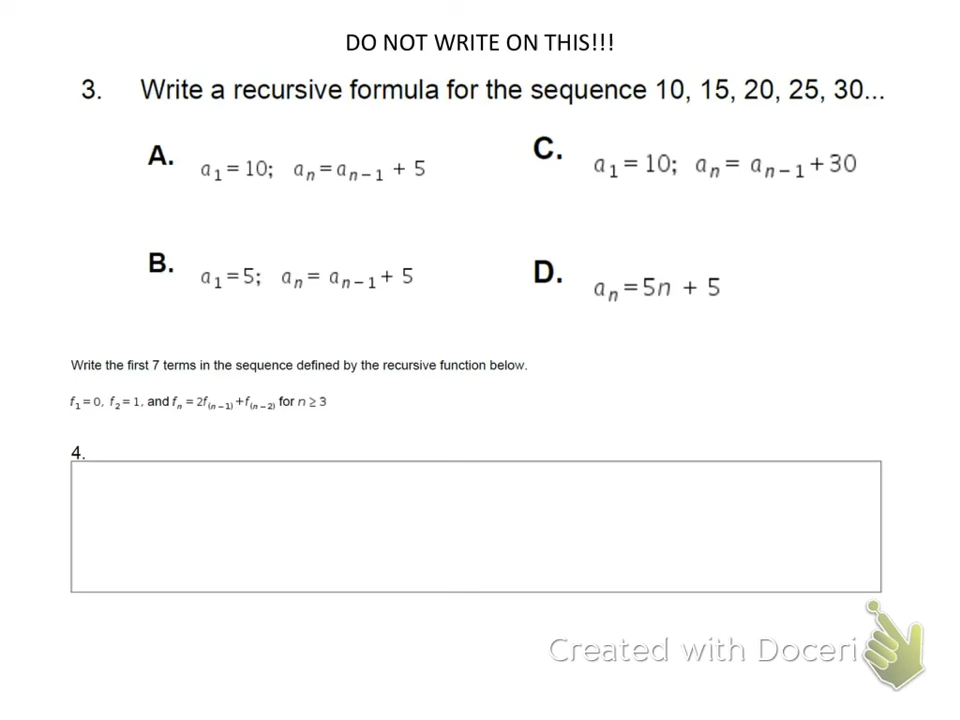 DO NOT WRITE ON THIS!!!
3. Write a recursive formula for the sequence 10, 15, 20, 25, 30...
A. a₁ = 10; aₙ = aₙ₋₁ + 5
C. a₁ = 10; aₙ = aₙ₋₁ + 30
B. a₁ = 5; aₙ = aₙ₋₁ + 5
D. aₙ = 5n + 5
Write the first 7 terms in the sequence defined by the recursive function below.
f₁ = 0, f₂ = 1, and fₙ = 2f₍ₙ₋₁₎ + f₍ₙ₋₂₎ for n ≥ 3
4.
Created with Doceri